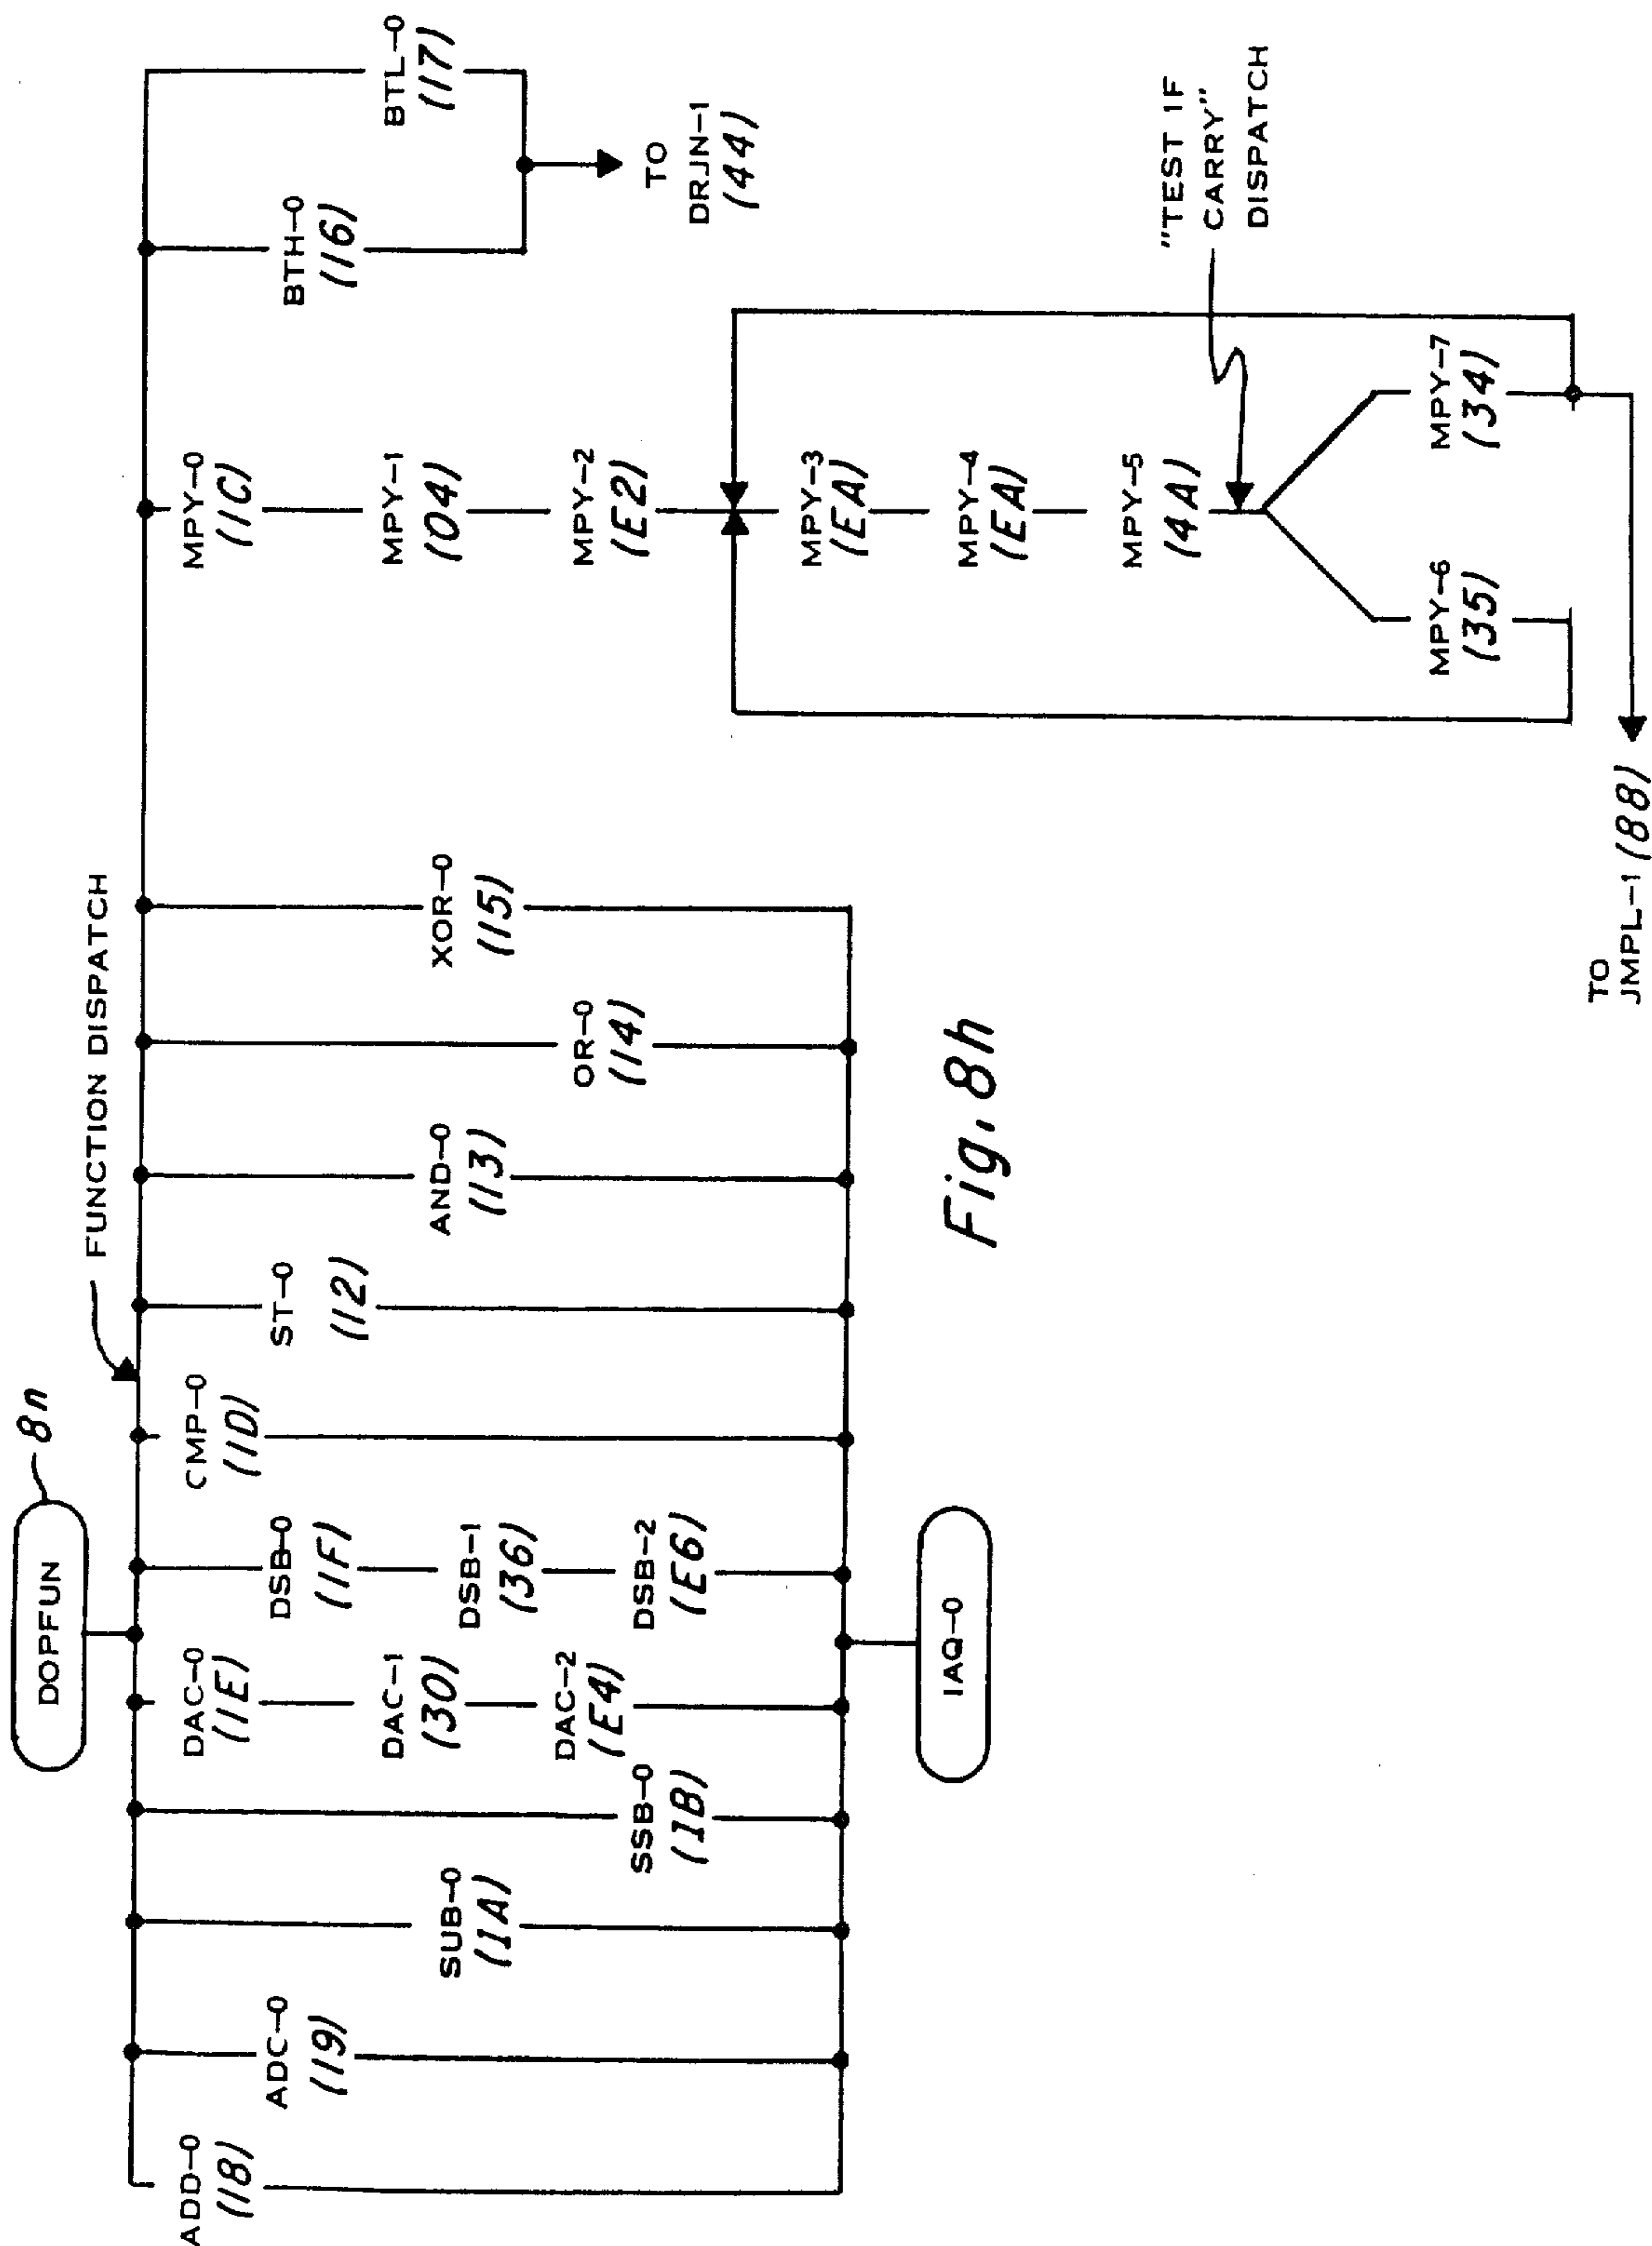 DOPFUN
8n
FUNCTION DISPATCH
ADD-0
(18)
ADC-0
(19)
SUB-0
(1A)
SSB-0
(1B)
DAC-0
(1E)
DAC-1
(30)
DAC-2
(E4)
DSB-0
(1F)
DSB-1
(36)
DSB-2
(E6)
CMP-0
(1D)
ST-0
(12)
AND-0
(13)
OR-0
(14)
XOR-0
(15)
MPY-0
(1C)
MPY-1
(04)
MPY-2
(E2)
MPY-3
(EA)
MPY-4
(EA)
MPY-5
(4A)
MPY-6
(35)
MPY-7
(34)
"TEST IF
CARRY"
DISPATCH
BTH-0
(16)
BTL-0
(17)
TO
DRJN-1
(44)
TO
JMPL-1 (88)
IAQ-0
Fig. 8h